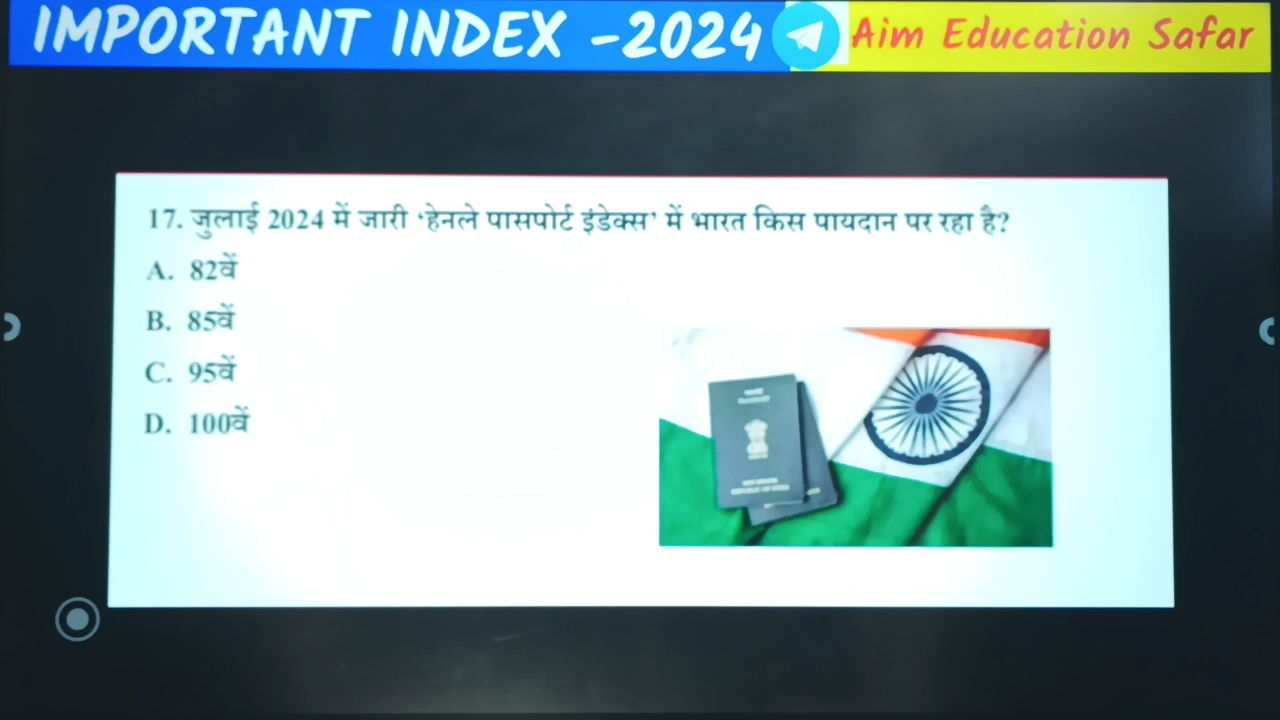 IMPORTANT INDEX -2024 Aim Education Safar
17. जुलाई 2024 में जारी ‘हेनले पासपोर्ट इंडेक्स’ में भारत किस पायदान पर रहा है?
A. 82वें
B. 85वें
C. 95वें
D. 100वें